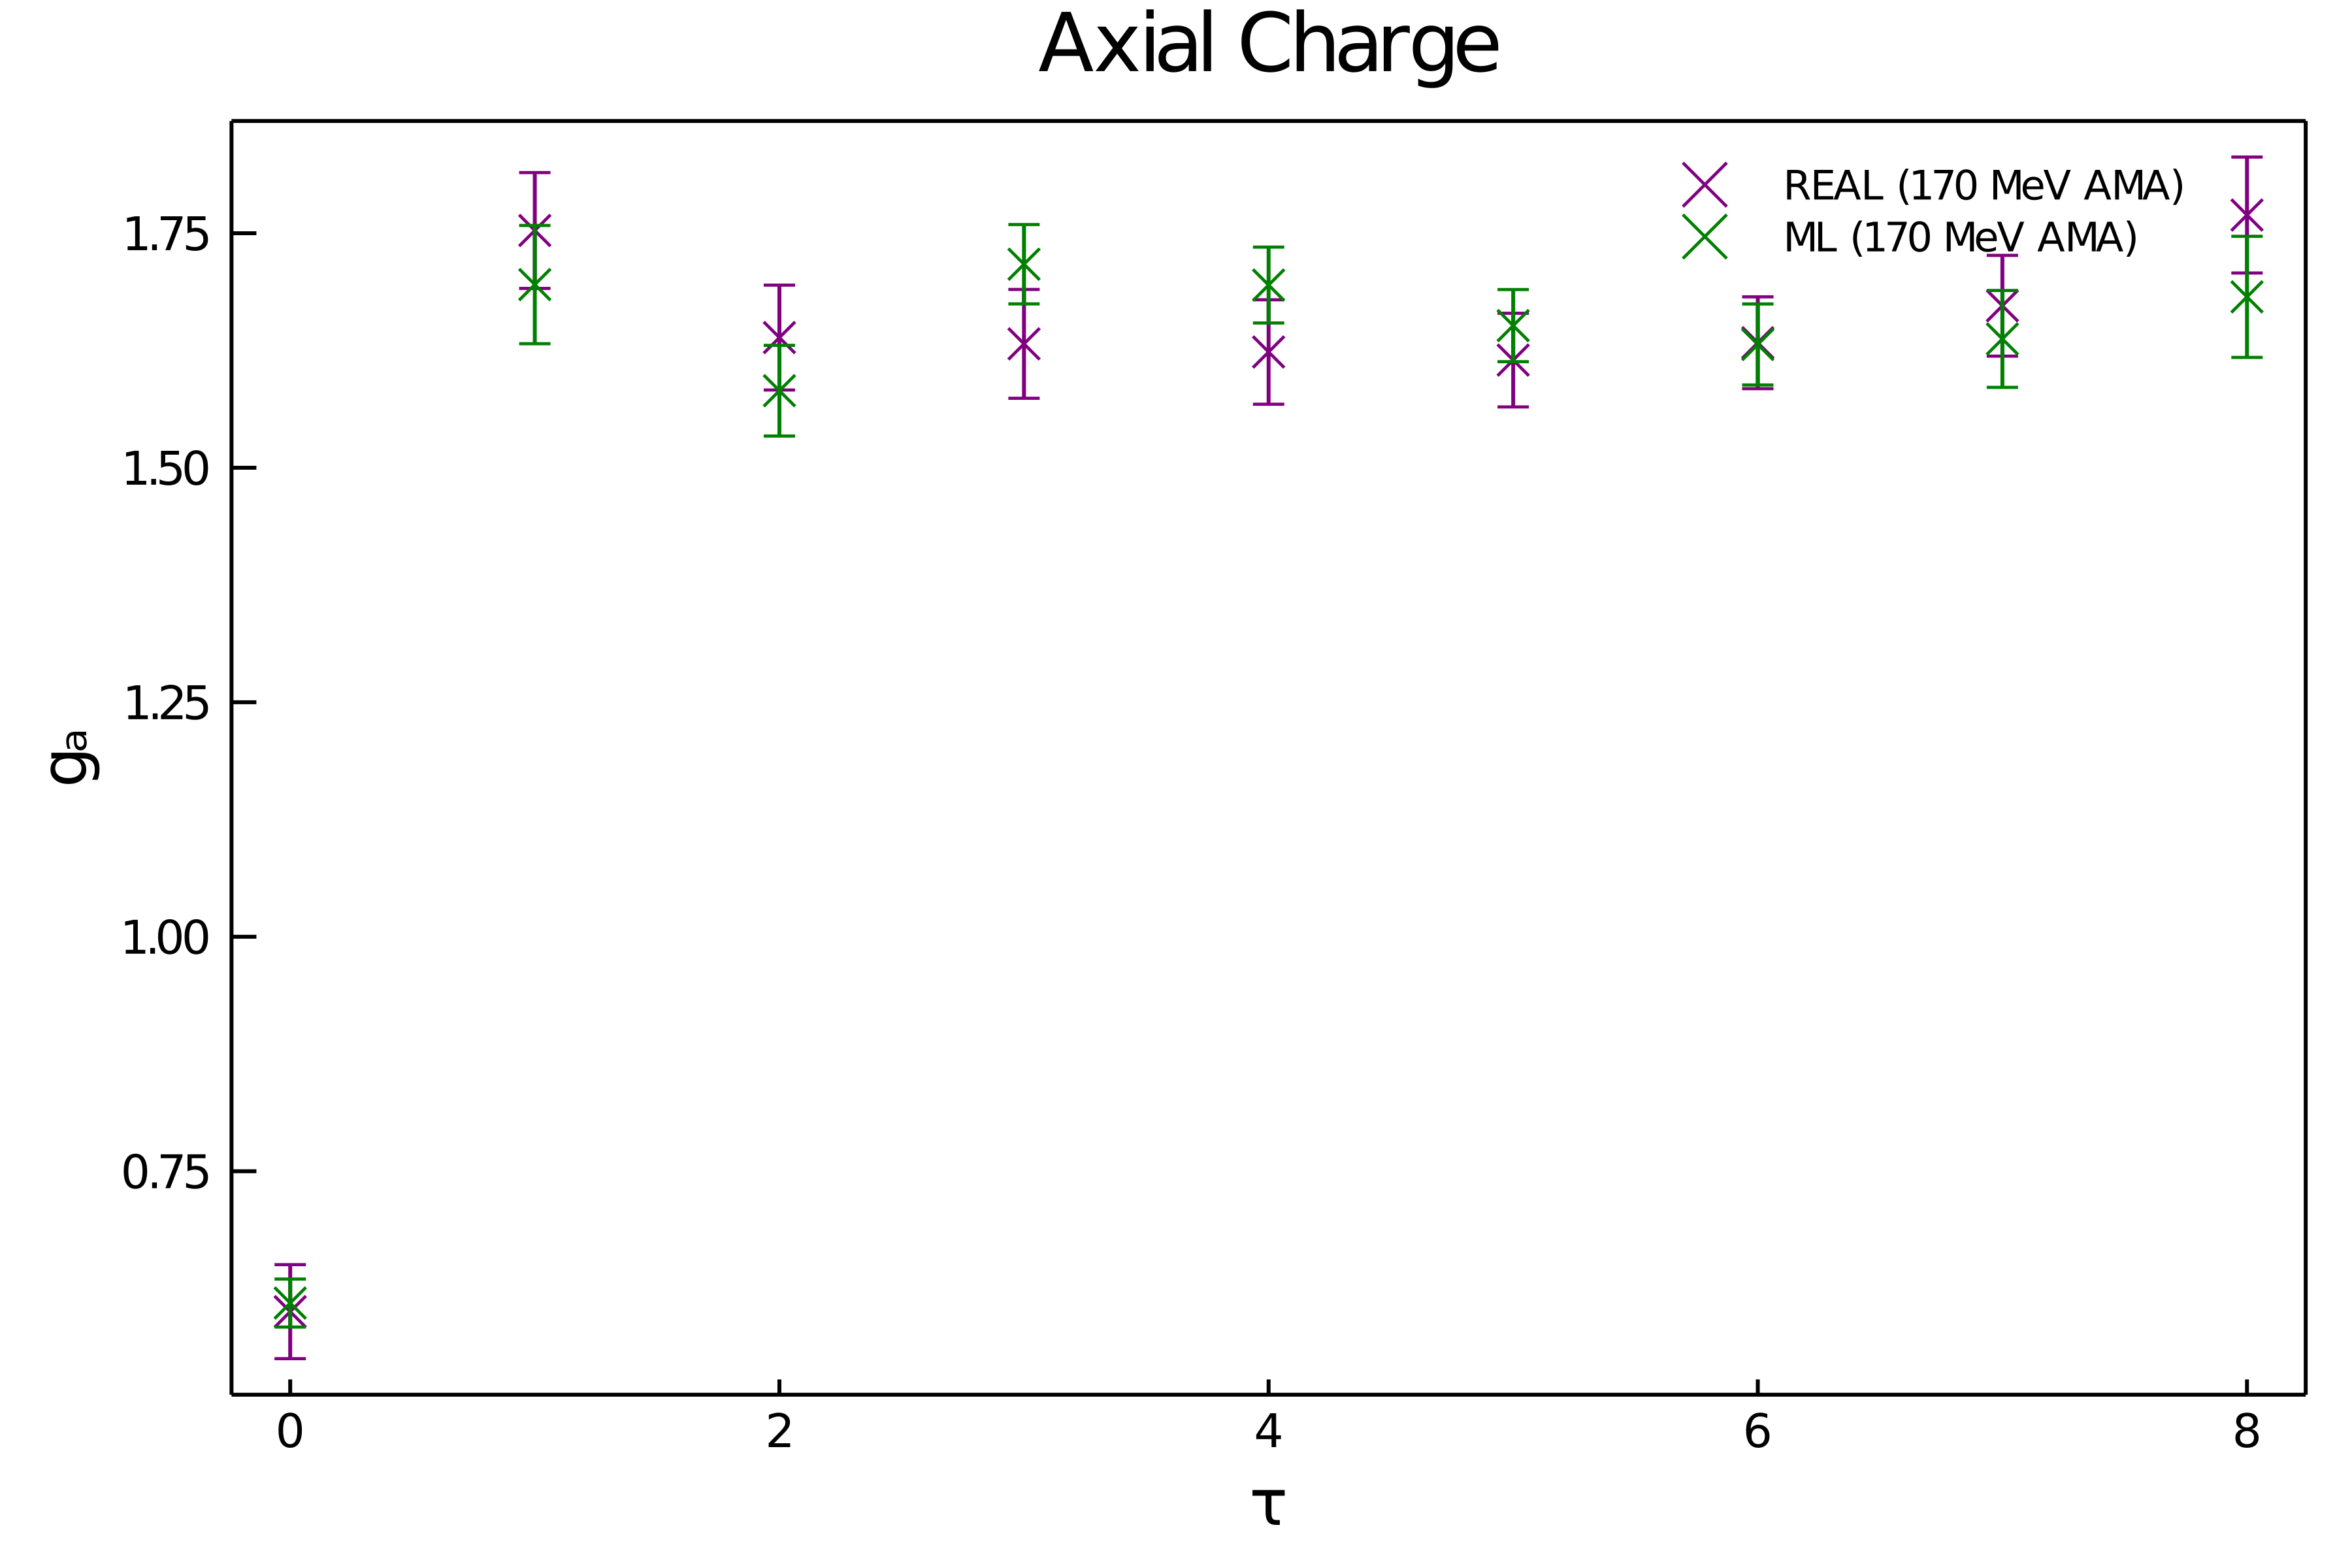 Axial Charge
REAL (170 MeV AMA)
ML (170 MeV AMA)
1.75
1.50
1.25
1.00
0.75
gₐ
0 2 4 6 8
τ